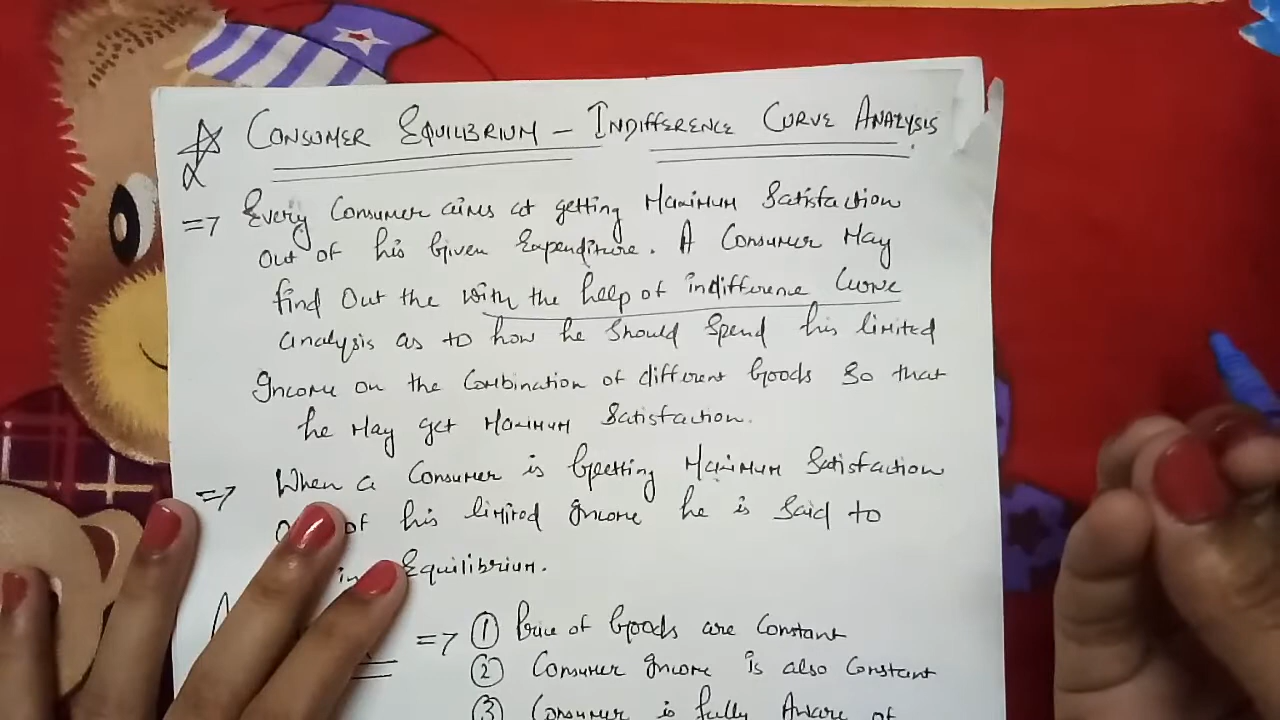 CONSUMER EQUILIBRIUM - INDIFFERENCE CURVE ANALYSIS
=> Every Consumer aims at getting Maximum Satisfaction
out of his Given Expenditure. A Consumer May
find out the with the help of indifference Curve
analysis as to how he should Spend his limited
Income on the Combination of different Goods So that
he May get Maximum Satisfaction.
=> When a Consumer is Getting Maximum Satisfaction
of his limited Income he is Said to
in Equilibrium.
=> ① Price of Goods are Constant
② Consumer Income is also Constant
③ Consumer is fully Aware of